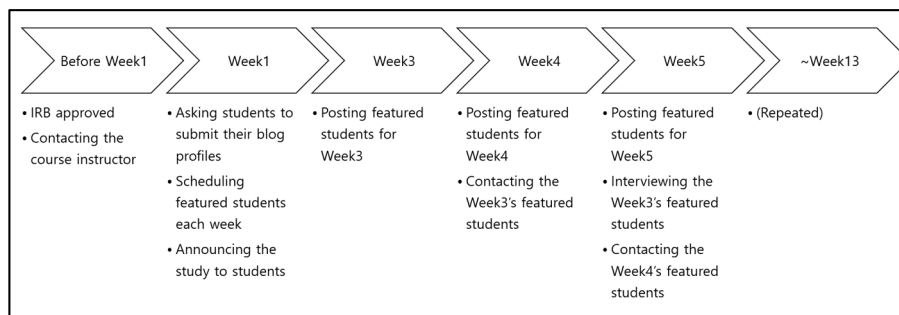 Before Week1
• IRB approved
• Contacting the
course instructor
Week1
• Asking students to
submit their blog
profiles
• Scheduling
featured students
each week
• Announcing the
study to students
Week3
• Posting featured
students for
Week3
Week4
• Posting featured
students for
Week4
• Contacting the
Week3's featured
students
Week5
• Posting featured
students for
Week5
• Interviewing the
Week3's featured
students
• Contacting the
Week4's featured
students
~Week13
• (Repeated)